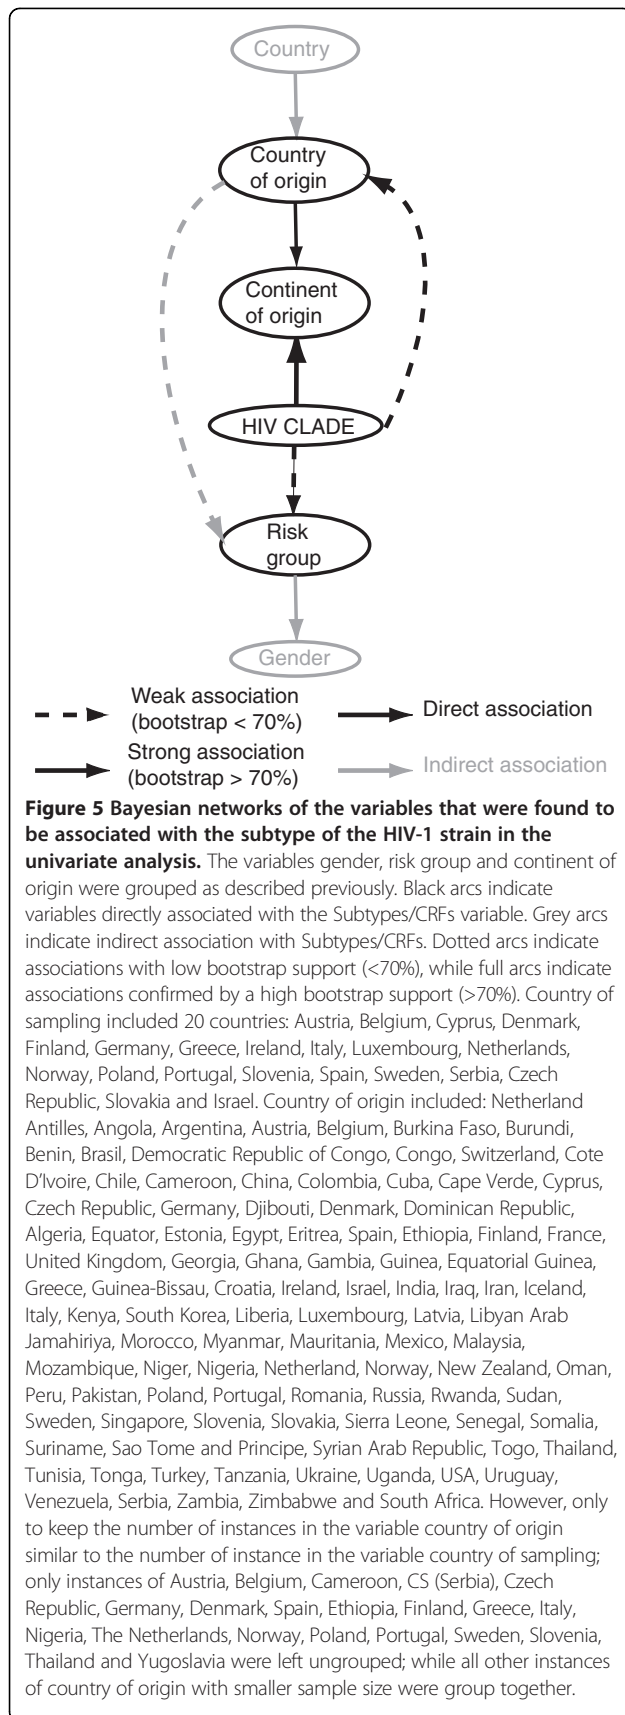 Country
Country
of origin
Continent
of origin
HIV CLADE
Risk
group
Gender
Weak association
(bootstrap < 70%)
Direct association
Strong association
(bootstrap > 70%)
Indirect association
Figure 5 Bayesian networks of the variables that were found to
be associated with the subtype of the HIV-1 strain in the
univariate analysis. The variables gender, risk group and continent of
origin were grouped as described previously. Black arcs indicate
variables directly associated with the Subtypes/CRFs variable. Grey arcs
indicate indirect association with Subtypes/CRFs. Dotted arcs indicate
associations with low bootstrap support (<70%), while full arcs indicate
associations confirmed by a high bootstrap support (>70%). Country of
sampling included 20 countries: Austria, Belgium, Cyprus, Denmark,
Finland, Germany, Greece, Ireland, Italy, Luxembourg, Netherlands,
Norway, Poland, Portugal, Slovenia, Spain, Sweden, Serbia, Czech
Republic, Slovakia and Israel. Country of origin included: Netherland
Antilles, Angola, Argentina, Austria, Belgium, Burkina Faso, Burundi,
Benin, Brasil, Democratic Republic of Congo, Congo, Switzerland, Cote
D'Ivoire, Chile, Cameroon, China, Colombia, Cuba, Cape Verde, Cyprus,
Czech Republic, Germany, Djibouti, Denmark, Dominican Republic,
Algeria, Equator, Estonia, Egypt, Eritrea, Spain, Ethiopia, Finland, France,
United Kingdom, Georgia, Ghana, Gambia, Guinea, Equatorial Guinea,
Greece, Guinea-Bissau, Croatia, Ireland, Israel, India, Iraq, Iran, Iceland,
Italy, Kenya, South Korea, Liberia, Luxembourg, Latvia, Libyan Arab
Jamahiriya, Morocco, Myanmar, Mauritania, Mexico, Malaysia,
Mozambique, Niger, Nigeria, Netherland, Norway, New Zealand, Oman,
Peru, Pakistan, Poland, Portugal, Romania, Russia, Rwanda, Sudan,
Sweden, Singapore, Slovenia, Slovakia, Sierra Leone, Senegal, Somalia,
Suriname, Sao Tome and Principe, Syrian Arab Republic, Togo, Thailand,
Tunisia, Tonga, Turkey, Tanzania, Ukraine, Uganda, USA, Uruguay,
Venezuela, Serbia, Zambia, Zimbabwe and South Africa. However, only
to keep the number of instances in the variable country of origin
similar to the number of instance in the variable country of sampling;
only instances of Austria, Belgium, Cameroon, CS (Serbia), Czech
Republic, Germany, Denmark, Spain, Ethiopia, Finland, Greece, Italy,
Nigeria, The Netherlands, Norway, Poland, Portugal, Sweden, Slovenia,
Thailand and Yugoslavia were left ungrouped; while all other instances
of country of origin with smaller sample size were group together.